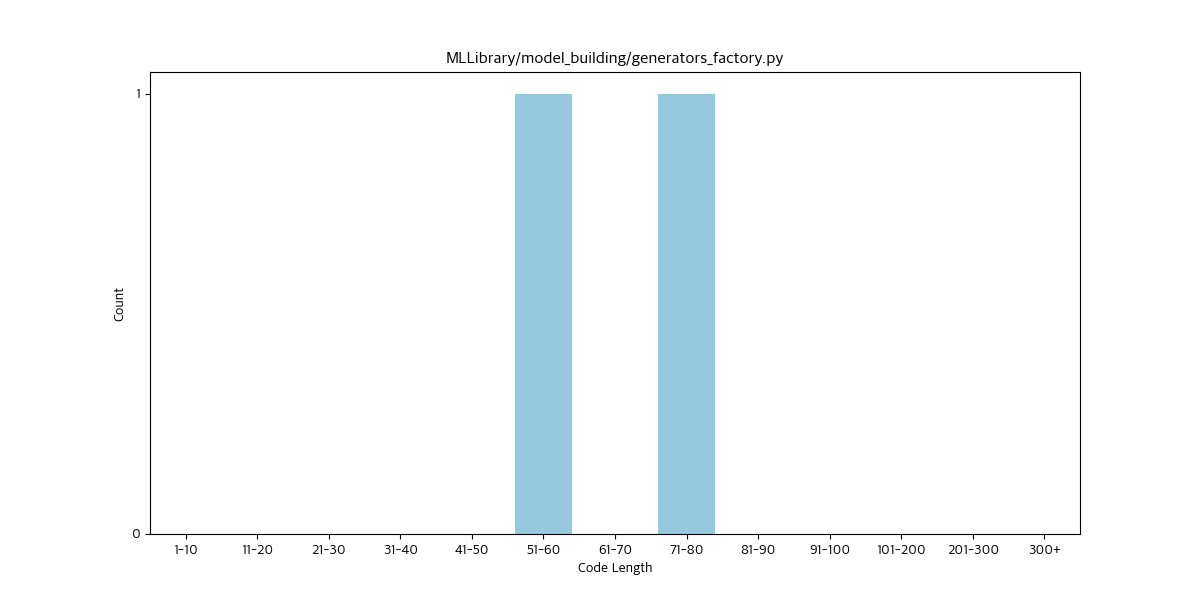 MLLibrary/model_building/generators_factory.py
1
0
Count
1-10 11-20 21-30 31-40 41-50 51-60 61-70 71-80 81-90 91-100 101-200 201-300 300+
Code Length